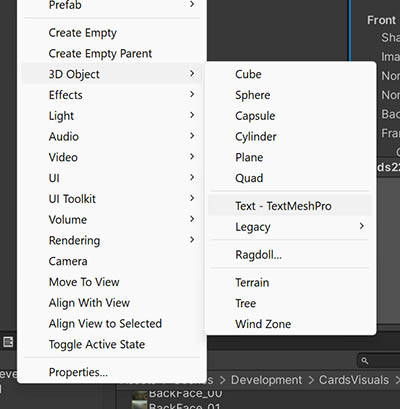 Prefab
Create Empty
Create Empty Parent
3D Object
Effects
Light
Audio
Video
UI
UI Toolkit
Volume
Rendering
Camera
Move To View
Align With View
Align View to Selected
Toggle Active State
Properties...
Cube
Sphere
Capsule
Cylinder
Plane
Quad
Text - TextMeshPro
Legacy
Ragdoll...
Terrain
Tree
Wind Zone
Front
Sha
Ima
Nor
Nor
Bac
Fra
ds22
Development > CardsVisuals
BackFace_00
BackFace_01